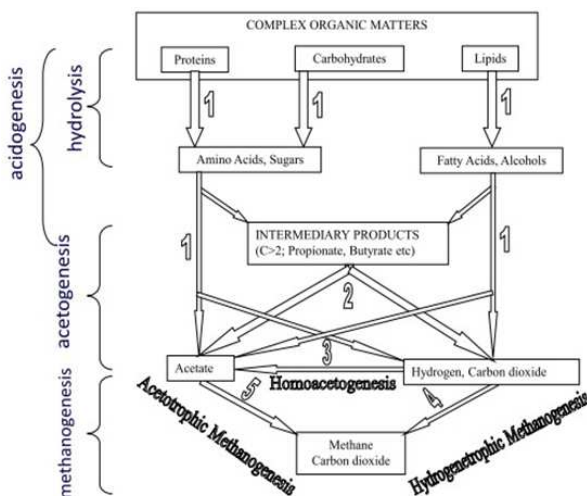 COMPLEX ORGANIC MATTERS
Proteins
Carbohydrates
Lipids
1
1
1
Amino Acids, Sugars
Fatty Acids, Alcohols
1
1
INTERMEDIARY PRODUCTS
(C>2; Propionate, Butyrate etc)
2
3
Acetate
Hydrogen, Carbon dioxide
Homoacetogenesis
5
4
Acetotrophic Methanogenesis
Hydrogenetrophic Methanogenesis
Methane
Carbon dioxide
acidogenesis
hydrolysis
acetogenesis
methanogenesis